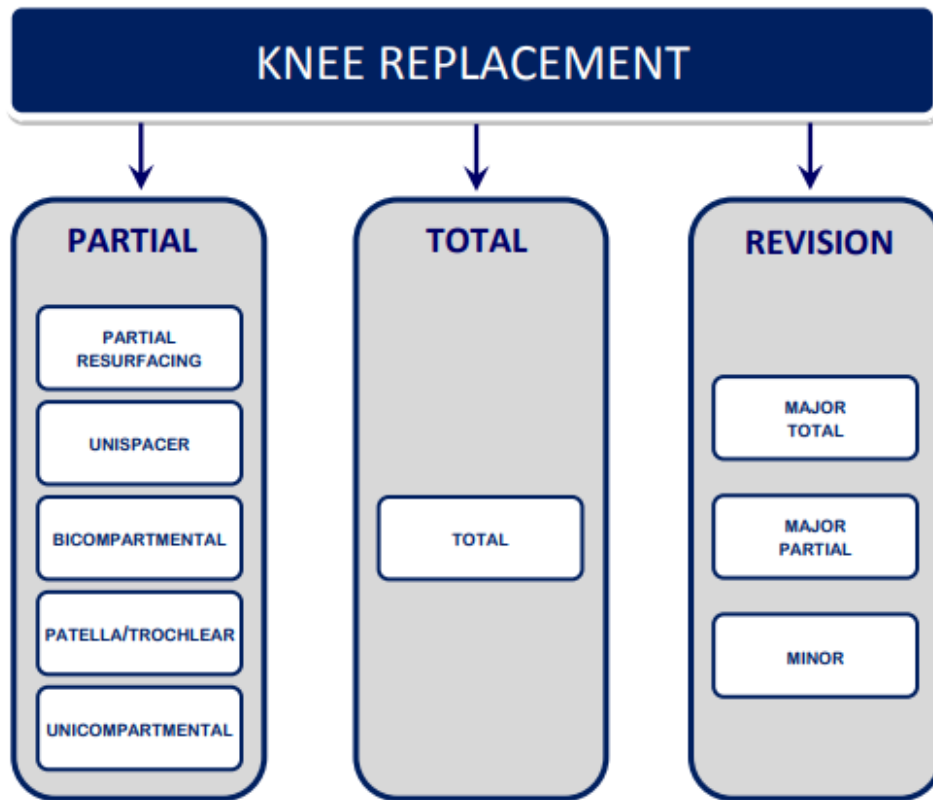 KNEE REPLACEMENT
PARTIAL
PARTIAL
RESURFACING
UNISPACER
BICOMPARTMENTAL
PATELLA/TROCHLEAR
UNICOMPARTMENTAL
TOTAL
TOTAL
REVISION
MAJOR
TOTAL
MAJOR
PARTIAL
MINOR